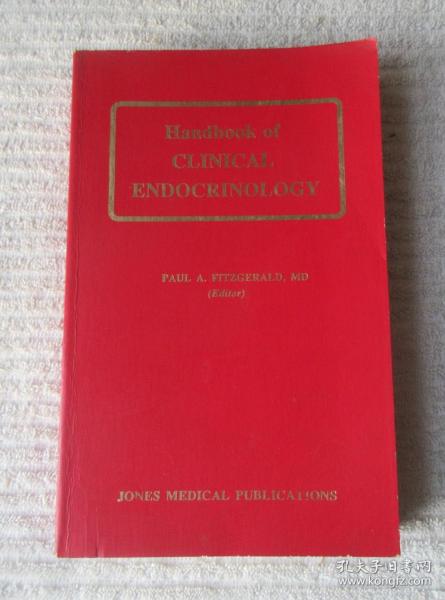 Handbook of
CLINICAL
ENDOCRINOLOGY
PAUL A. FITZGERALD, MD
(Editor)
JONES MEDICAL PUBLICATIONS
孔夫子旧书网
www.kongfz.com